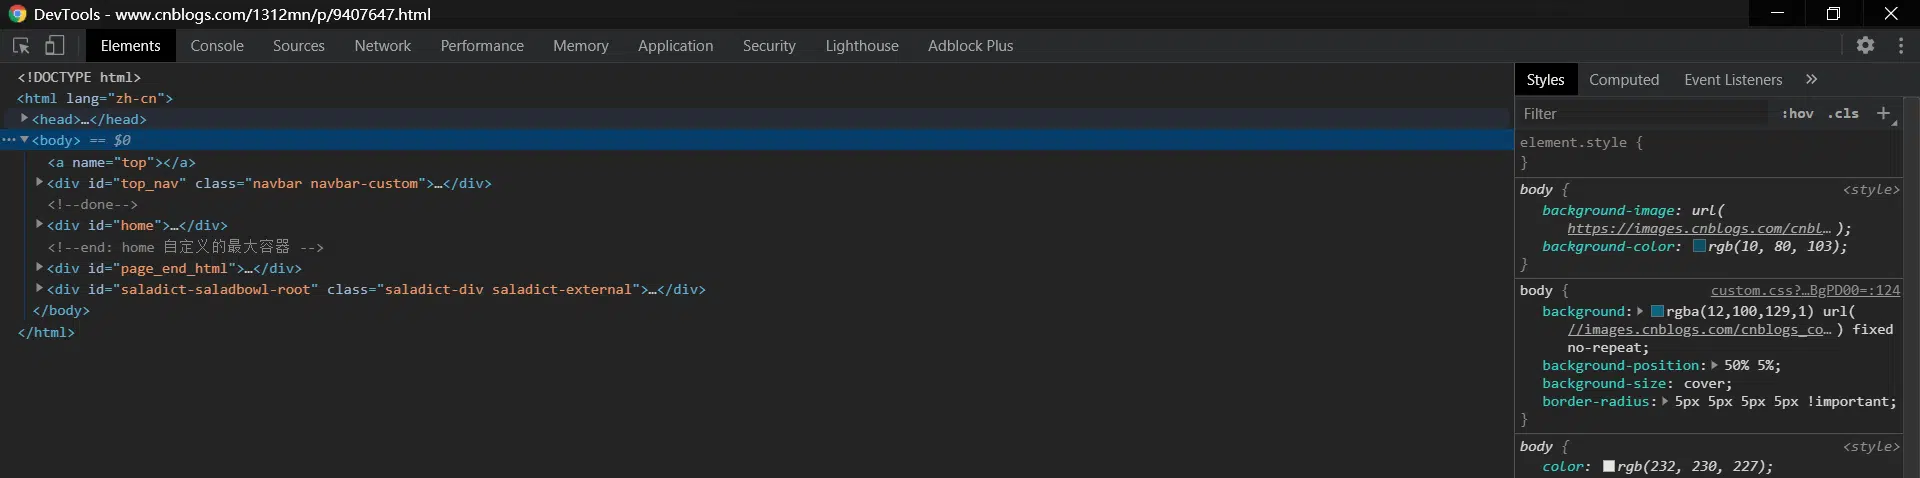 DevTools - www.cnblogs.com/1312mn/p/9407647.html
Elements Console Sources Network Performance Memory Application Security Lighthouse Adblock Plus
<!DOCTYPE html>
<html lang="zh-cn">
<head>…</head>
<body> == $0
<a name="top"></a>
<div id="top_nav" class="navbar navbar-custom">…</div>
<!--done-->
<div id="home">…</div>
<!--end: home 自定义的最大容器 -->
<div id="page_end_html">…</div>
<div id="saladict-saladbowl-root" class="saladict-div saladict-external">…</div>
</body>
</html>
Styles Computed Event Listeners »
Filter :hov .cls +
element.style {
}
body { <style>
background-image: url(
https://images.cnblogs.com/cnbl… );
background-color: rgb(10, 80, 103);
}
body { custom.css?…BgPD00=:124
background: rgba(12,100,129,1) url(
//images.cnblogs.com/cnblogs_co… ) fixed
no-repeat;
background-position: 50% 5%;
background-size: cover;
border-radius: 5px 5px 5px 5px !important;
}
body { <style>
color: rgb(232, 230, 227);